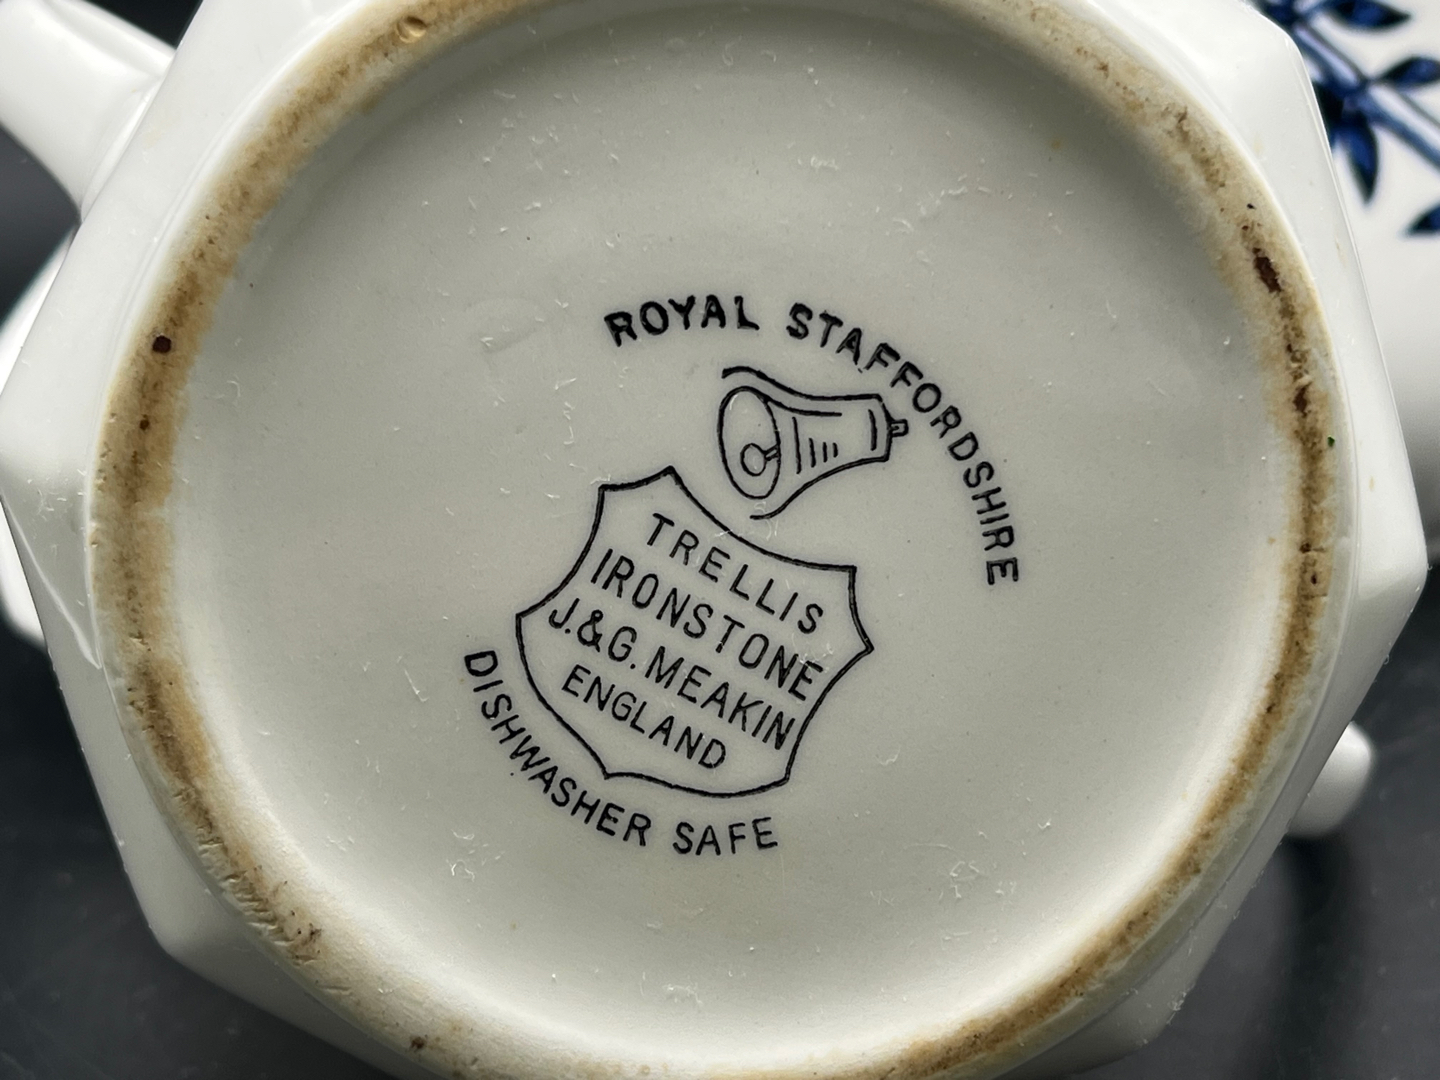 ROYAL STAFFORDSHIRE
TRELLIS
IRONSTONE
J.&G. MEAKIN
ENGLAND
DISHWASHER SAFE